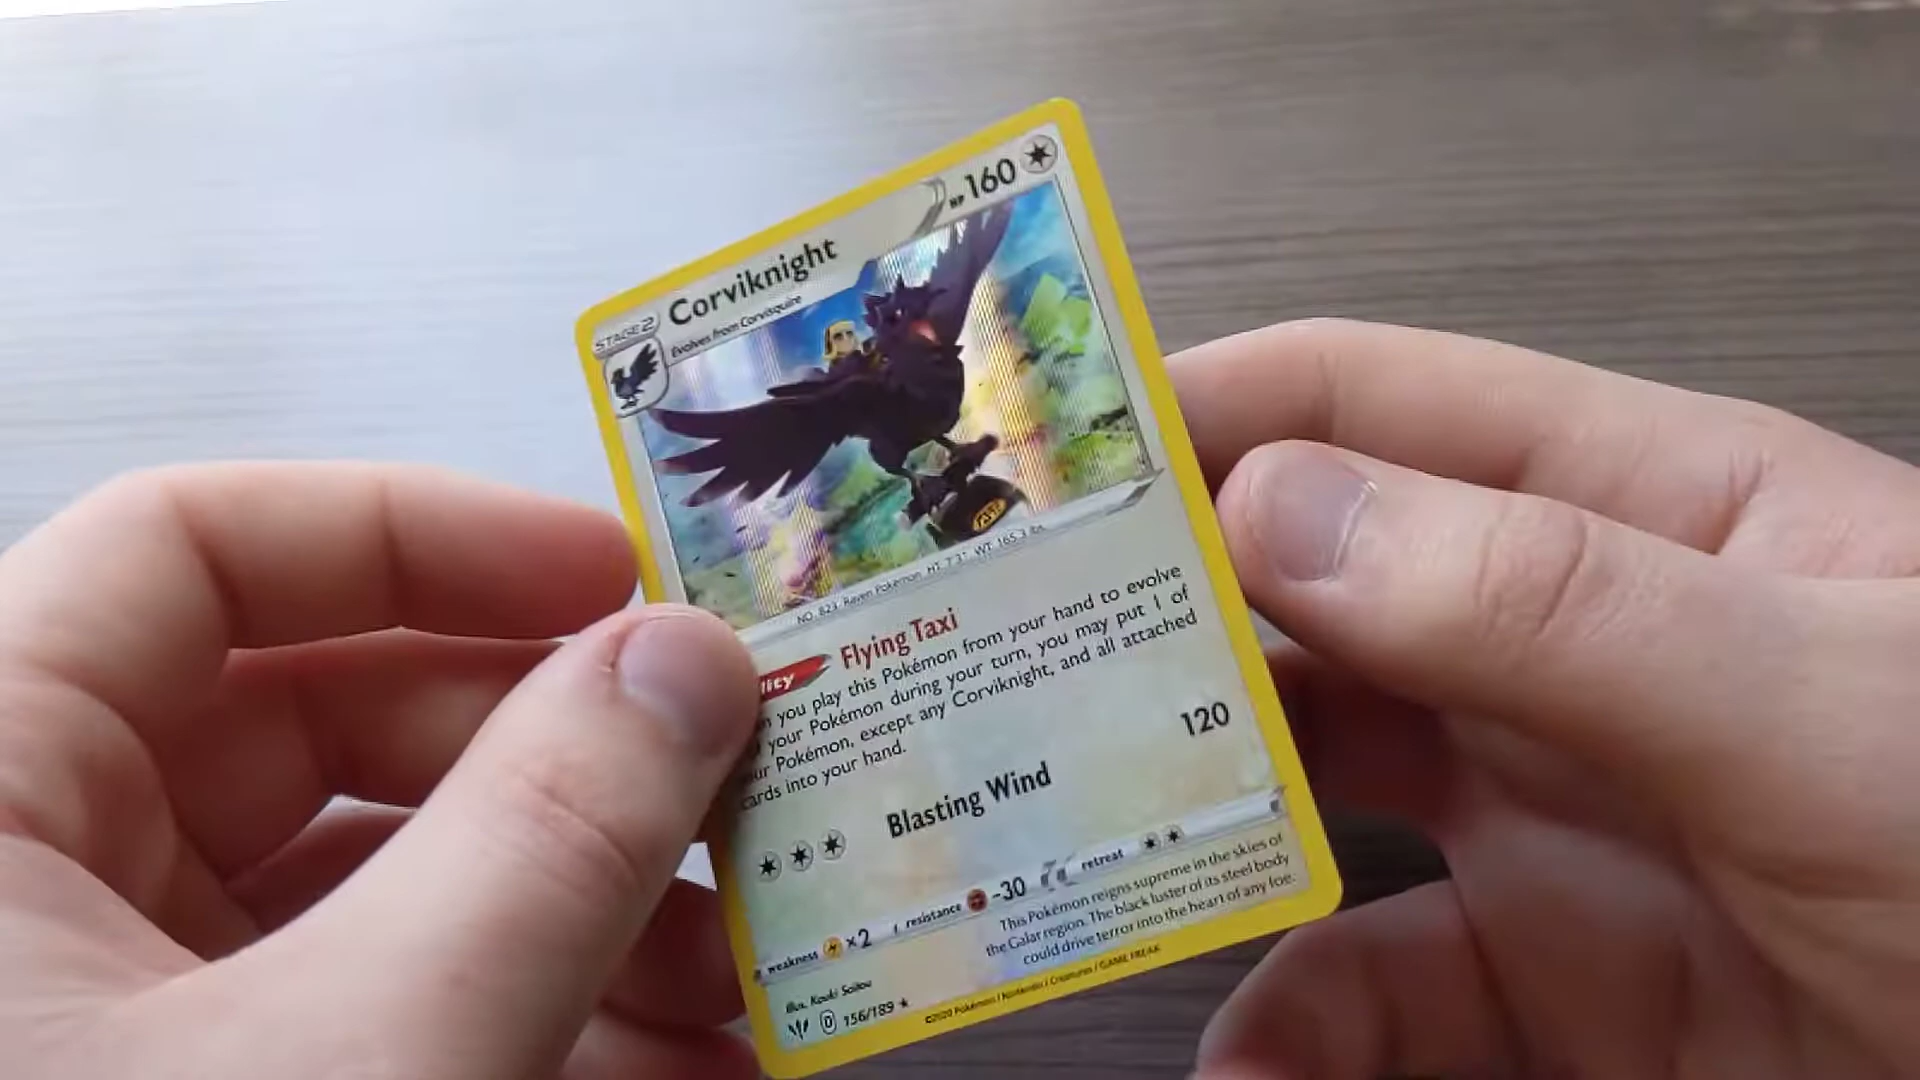 STAGE 2
Corviknight
HP 160
Evolves from Corvisquire
TAXI
NO. 823 Raven Pokémon HT 7'3" WT 165.3 lbs.
lity Flying Taxi
n you play this Pokémon from your hand to evolve
your Pokémon during your turn, you may put 1 of
ur Pokémon, except any Corviknight, and all attached
cards into your hand.
Blasting Wind 120
weakness ×2 resistance -30 retreat
This Pokémon reigns supreme in the skies of
the Galar region. The black luster of its steel body
could drive terror into the heart of any foe.
Illus. Kouki Saitou
D 156/189 ★
©2020 Pokémon / Nintendo / Creatures / GAME FREAK